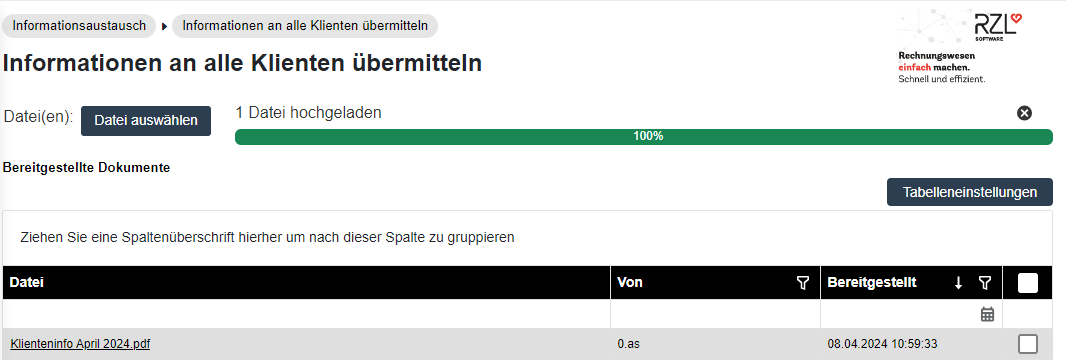 Informationsaustausch Informationen an alle Klienten übermitteln
RZL
SOFTWARE
Informationen an alle Klienten übermitteln
Rechnungswesen
einfach machen.
Schnell und effizient.
Datei(en): Datei auswählen 1 Datei hochgeladen
100%
Bereitgestellte Dokumente
Tabelleneinstellungen
Ziehen Sie eine Spaltenüberschrift hierher um nach dieser Spalte zu gruppieren
Datei Von Bereitgestellt
Klienteninfo April 2024.pdf 0.as 08.04.2024 10:59:33